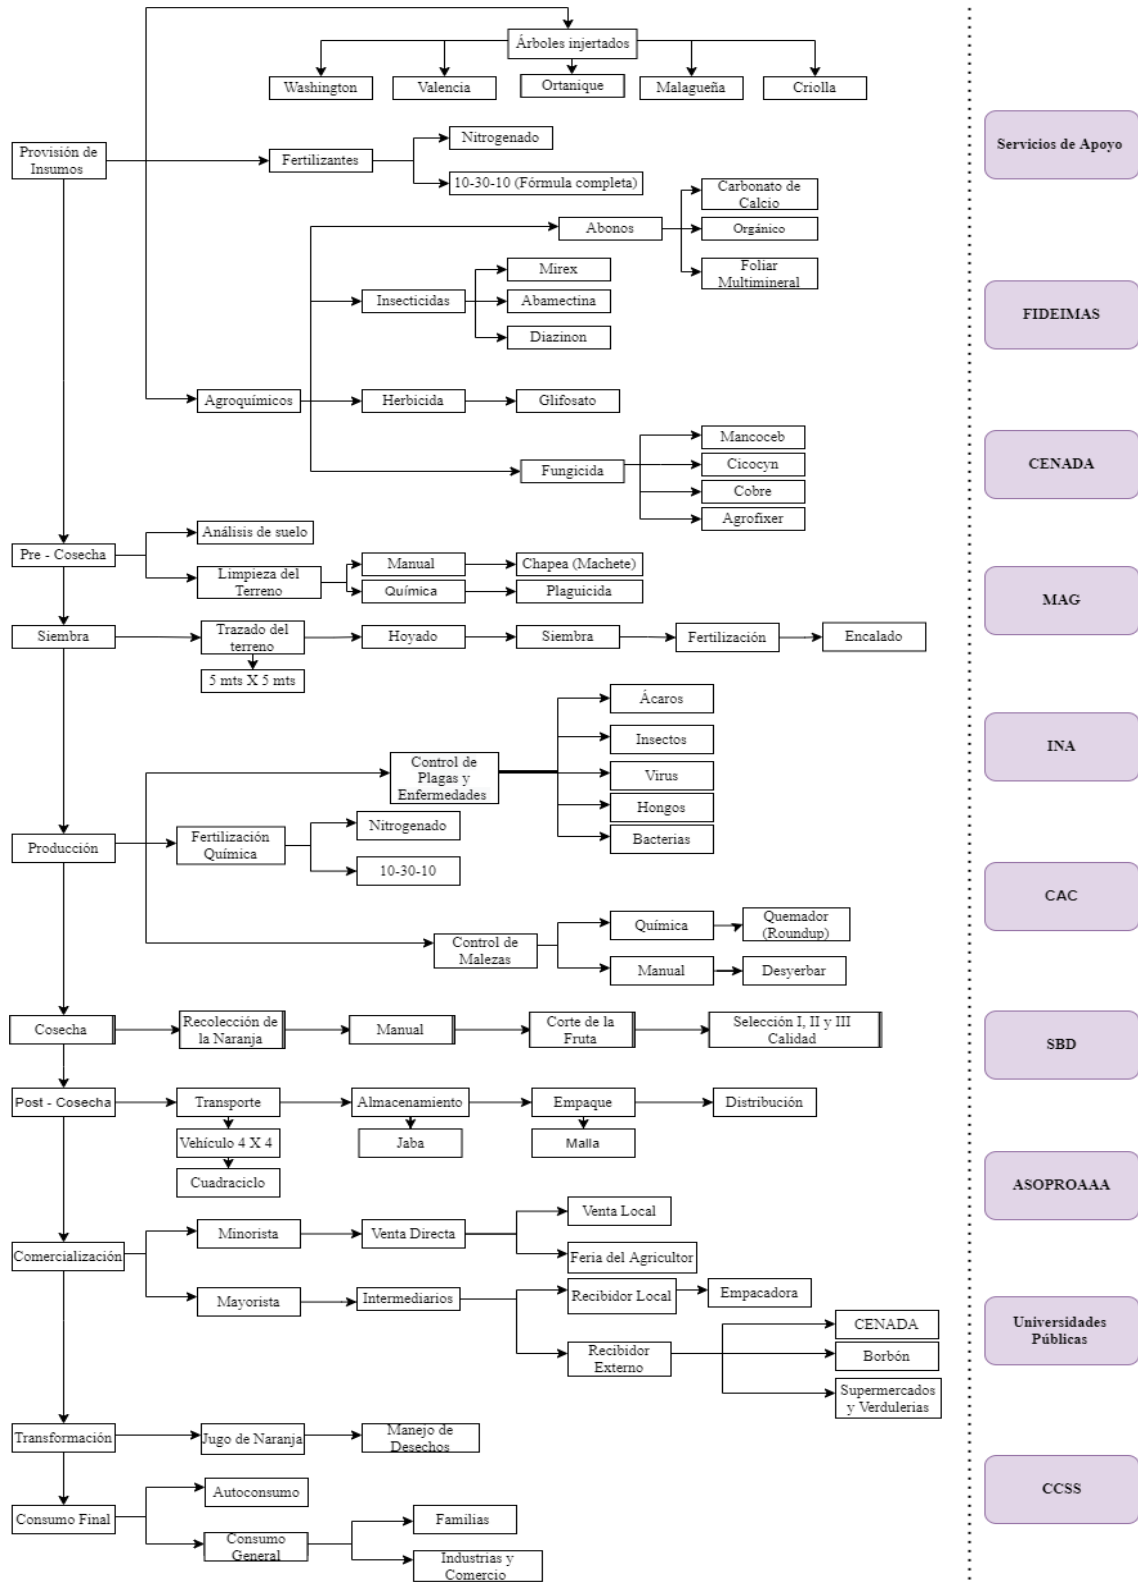 Árboles injertados
Washington
Valencia
Ortanique
Malagueña
Criolla
Provisión de
Insumos
Fertilizantes
Nitrogenado
10-30-10 (Fórmula completa)
Abonos
Carbonato de
Calcio
Orgánico
Foliar
Multimineral
Insecticidas
Mirex
Abamectina
Diazinon
Agroquímicos
Herbicida
Glifosato
Fungicida
Mancoceb
Cicocyn
Cobre
Agrofixer
Pre - Cosecha
Análisis de suelo
Limpieza del
Terreno
Manual
Chapea (Machete)
Química
Plaguicida
Siembra
Trazado del
terreno
Hoyado
Siembra
Fertilización
Encalado
5 mts X 5 mts
Producción
Control de
Plagas y
Enfermedades
Ácaros
Insectos
Virus
Hongos
Bacterias
Fertilización
Química
Nitrogenado
10-30-10
Control de
Malezas
Química
Quemador
(Roundup)
Manual
Desyerbar
Cosecha
Recolección de
la Naranja
Manual
Corte de la
Fruta
Selección I, II y III
Calidad
Post - Cosecha
Transporte
Almacenamiento
Empaque
Distribución
Vehículo 4 X 4
Jaba
Malla
Cuadraciclo
Comercialización
Minorista
Venta Directa
Venta Local
Feria del Agricultor
Mayorista
Intermediarios
Recibidor Local
Empacadora
Recibidor
Externo
CENADA
Borbón
Supermercados
y Verdulerias
Transformación
Jugo de Naranja
Manejo de
Desechos
Consumo Final
Autoconsumo
Consumo
General
Familias
Industrias y
Comercio
Servicios de Apoyo
FIDEIMAS
CENADA
MAG
INA
CAC
SBD
ASOPROAAA
Universidades
Públicas
CCSS